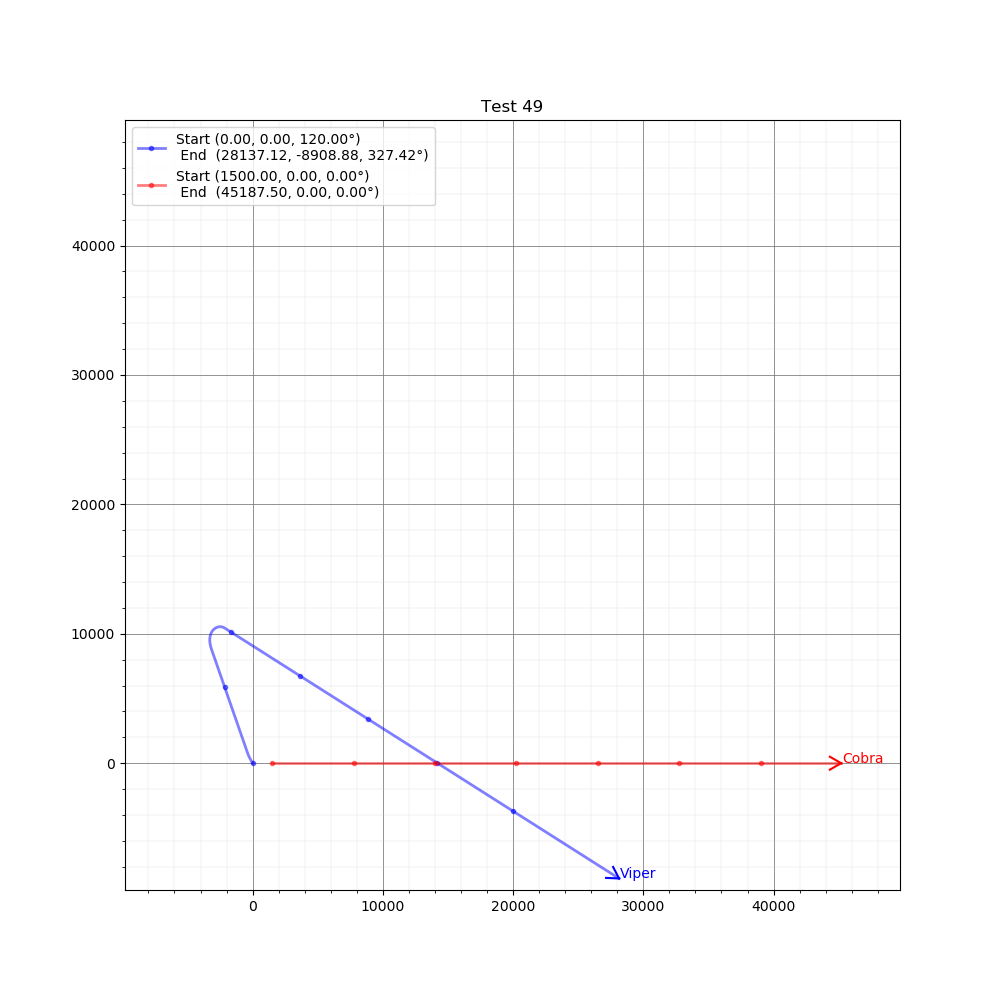 Test 49
Start (0.00, 0.00, 120.00°)
End (28137.12, -8908.88, 327.42°)
Start (1500.00, 0.00, 0.00°)
End (45187.50, 0.00, 0.00°)
40000
30000
20000
10000
0
Cobra
Viper
0
10000
20000
30000
40000